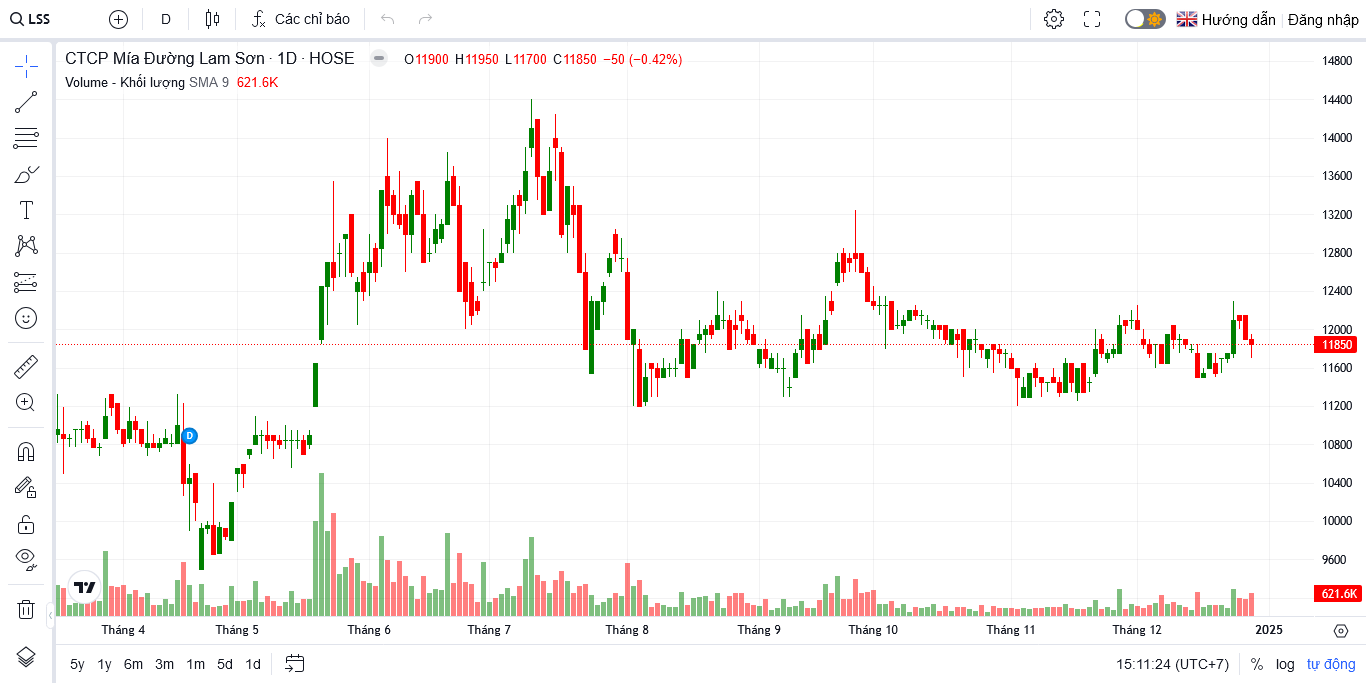 LSS D Các chỉ báo Hướng dẫn Đăng nhập
CTCP Mía Đường Lam Sơn · 1D · HOSE O11900 H11950 L11700 C11850 −50 (−0.42%)
Volume - Khối lượng SMA 9 621.6K
14800
14400
14000
13600
13200
12800
12400
12000
11850
11600
11200
10800
D
10400
10000
9600
621.6K
Tháng 4 Tháng 5 Tháng 6 Tháng 7 Tháng 8 Tháng 9 Tháng 10 Tháng 11 Tháng 12 2025
5y 1y 6m 3m 1m 5d 1d 15:11:24 (UTC+7) % log tự động